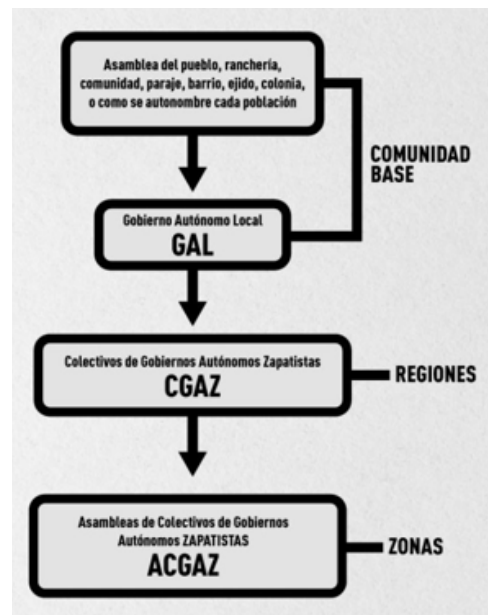 Asamblea del pueblo, ranchería,
comunidad, paraje, barrio, ejido, colonia,
o como se autonombre cada población
COMUNIDAD
BASE
Gobierno Autónomo Local
GAL
Colectivos de Gobiernos Autónomos Zapatistas
CGAZ
REGIONES
Asambleas de Colectivos de Gobiernos
Autónomos ZAPATISTAS
ACGAZ
ZONAS